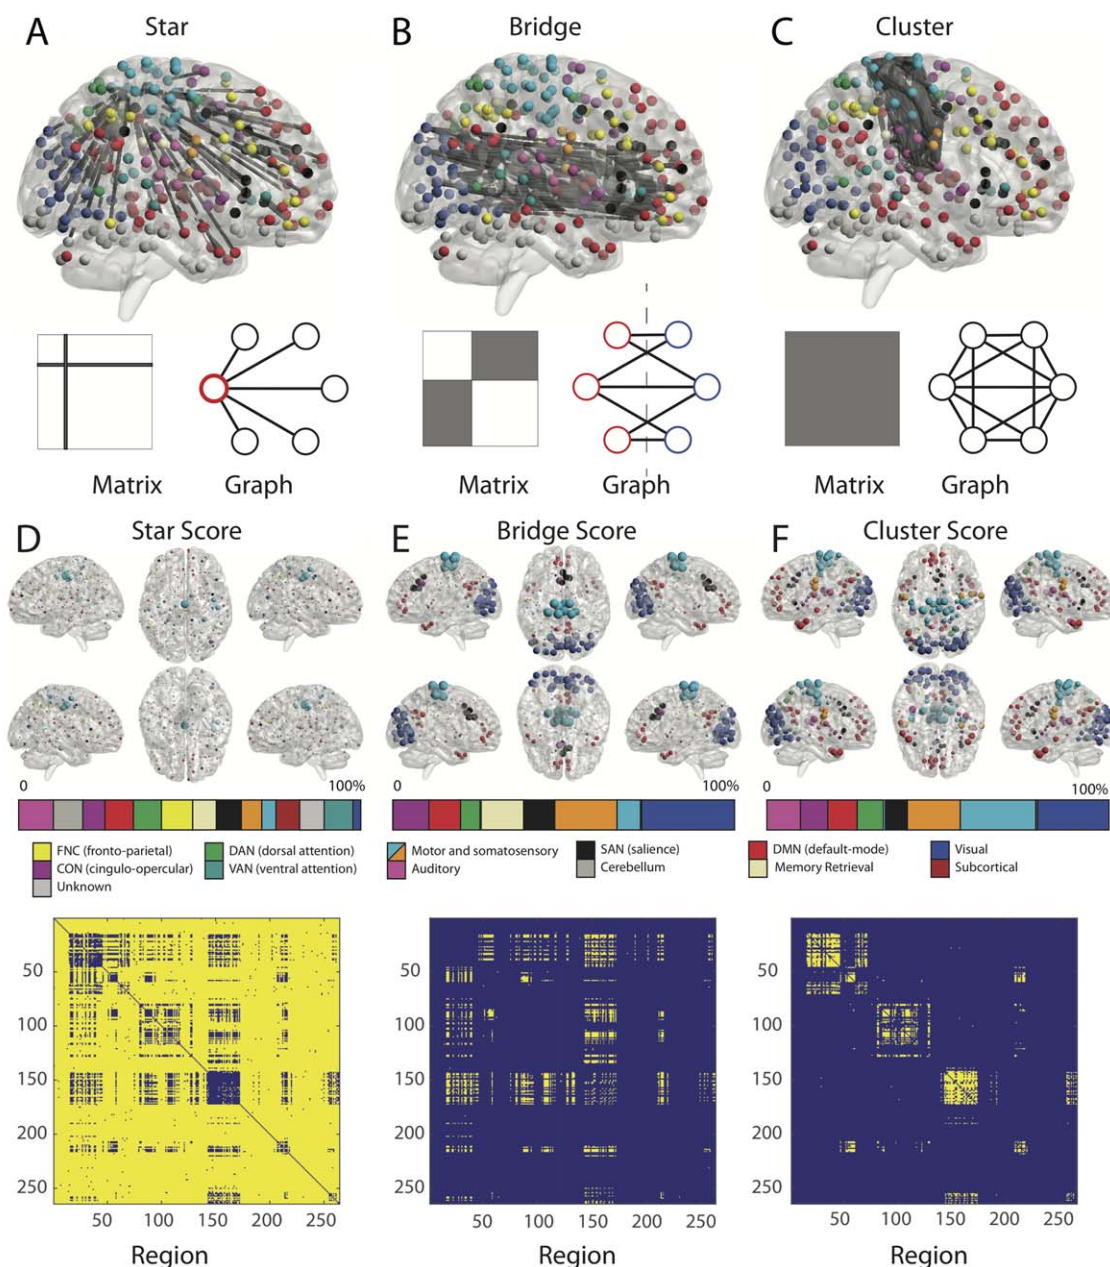 A Star
B Bridge
C Cluster
Matrix Graph
Matrix Graph
Matrix Graph
D Star Score
E Bridge Score
F Cluster Score
0 100%
0 100%
0 100%
FNC (fronto-parietal)
CON (cingulo-opercular)
Unknown
DAN (dorsal attention)
VAN (ventral attention)
Motor and somatosensory
Auditory
SAN (salience)
Cerebellum
DMN (default-mode)
Memory Retrieval
Visual
Subcortical
50
100
150
200
250
50 100 150 200 250
Region
50
100
150
200
250
50 100 150 200 250
Region
50
100
150
200
250
50 100 150 200 250
Region